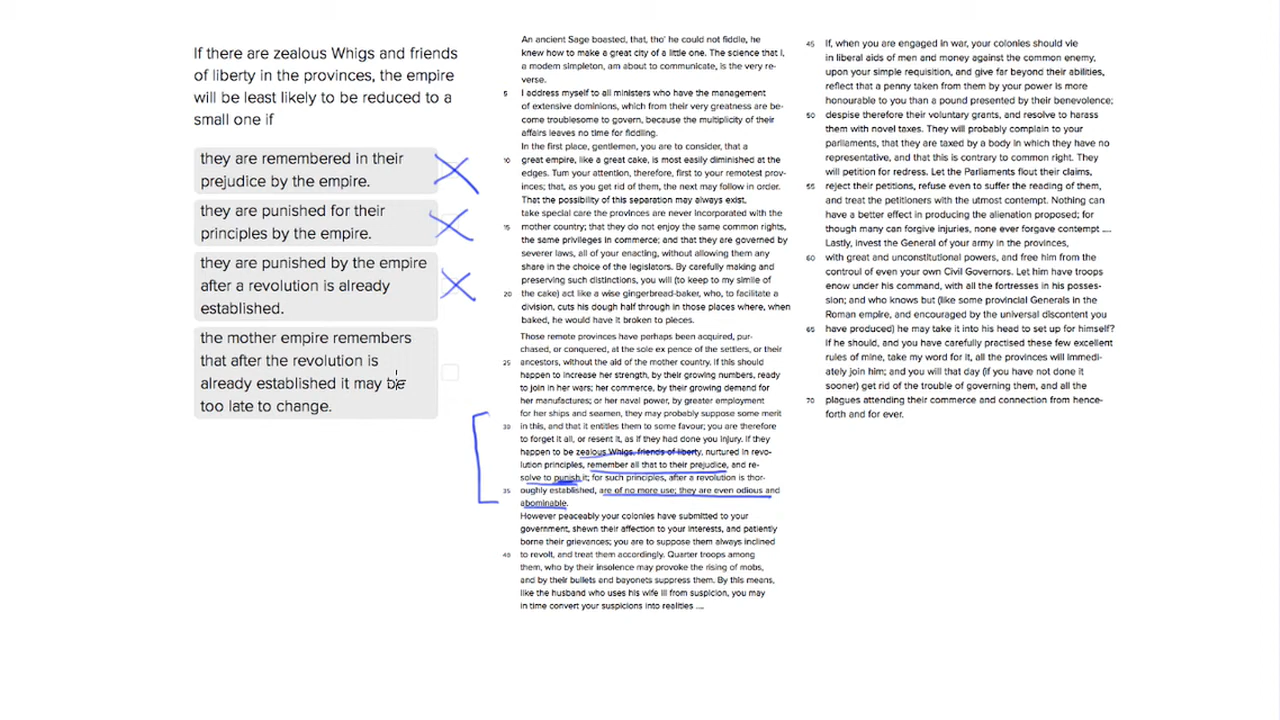 If there are zealous Whigs and friends
of liberty in the provinces, the empire
will be least likely to be reduced to a
small one if
they are remembered in their
prejudice by the empire.
they are punished for their
principles by the empire.
they are punished by the empire
after a revolution is already
established.
the mother empire remembers
that after the revolution is
already established it may be
too late to change.
An ancient Sage boasted, that, tho' he could not fiddle, he
knew how to make a great city of a little one. The science that I,
a modern simpleton, am about to communicate, is the very re-
verse.
5 I address myself to all ministers who have the management
of extensive dominions, which from their very greatness are be-
come troublesome to govern, because the multiplicity of their
affairs leaves no time for fiddling.
In the first place, gentlemen, you are to consider, that a
10 great empire, like a great cake, is most easily diminished at the
edges. Turn your attention, therefore, first to your remotest prov-
inces; that, as you get rid of them, the next may follow in order.
That the possibility of this separation may always exist,
take special care the provinces are never incorporated with the
15 mother country; that they do not enjoy the same common rights,
the same privileges in commerce; and that they are governed by
severer laws, all of your enacting, without allowing them any
share in the choice of the legislators. By carefully making and
preserving such distinctions, you will (to keep to my simile of
20 the cake) act like a wise gingerbread-baker, who, to facilitate a
division, cuts his dough half through in those places where, when
baked, he would have it broken to pieces.
Those remote provinces have perhaps been acquired, pur-
chased, or conquered, at the sole ex pence of the settlers, or their
25 ancestors, without the aid of the mother country. If this should
happen to increase her strength, by their growing numbers, ready
to join in her wars; her commerce, by their growing demand for
her manufactures; or her naval power, by greater employment
for her ships and seamen, they may probably suppose some merit
30 in this, and that it entitles them to some favour; you are therefore
to forget it all, or resent it, as if they had done you injury. If they
happen to be zealous Whigs, friends of liberty, nurtured in revo-
lution principles, remember all that to their prejudice, and re-
solve to punish it; for such principles, after a revolution is thor-
35 oughly established, are of no more use; they are even odious and
abominable.
However peaceably your colonies have submitted to your
government, shewn their affection to your interests, and patiently
borne their grievances; you are to suppose them always inclined
40 to revolt, and treat them accordingly. Quarter troops among
them, who by their insolence may provoke the rising of mobs,
and by their bullets and bayonets suppress them. By this means,
like the husband who uses his wife ill from suspicion, you may
in time convert your suspicions into realities ....
45 If, when you are engaged in war, your colonies should vie
in liberal aids of men and money against the common enemy,
upon your simple requisition, and give far beyond their abilities,
reflect that a penny taken from them by your power is more
honourable to you than a pound presented by their benevolence;
50 despise therefore their voluntary grants, and resolve to harass
them with novel taxes. They will probably complain to your
parliaments, that they are taxed by a body in which they have no
representative, and that this is contrary to common right. They
will petition for redress. Let the Parliaments flout their claims,
55 reject their petitions, refuse even to suffer the reading of them,
and treat the petitioners with the utmost contempt. Nothing can
have a better effect in producing the alienation proposed; for
though many can forgive injuries, none ever forgave contempt ....
Lastly, invest the General of your army in the provinces,
60 with great and unconstitutional powers, and free him from the
controul of even your own Civil Governors. Let him have troops
enow under his command, with all the fortresses in his posses-
sion; and who knows but (like some provincial Generals in the
Roman empire, and encouraged by the universal discontent you
65 have produced) he may take it into his head to set up for himself?
If he should, and you have carefully practised these few excellent
rules of mine, take my word for it, all the provinces will immedi-
ately join him; and you will that day (if you have not done it
sooner) get rid of the trouble of governing them, and all the
70 plagues attending their commerce and connection from hence-
forth and for ever.